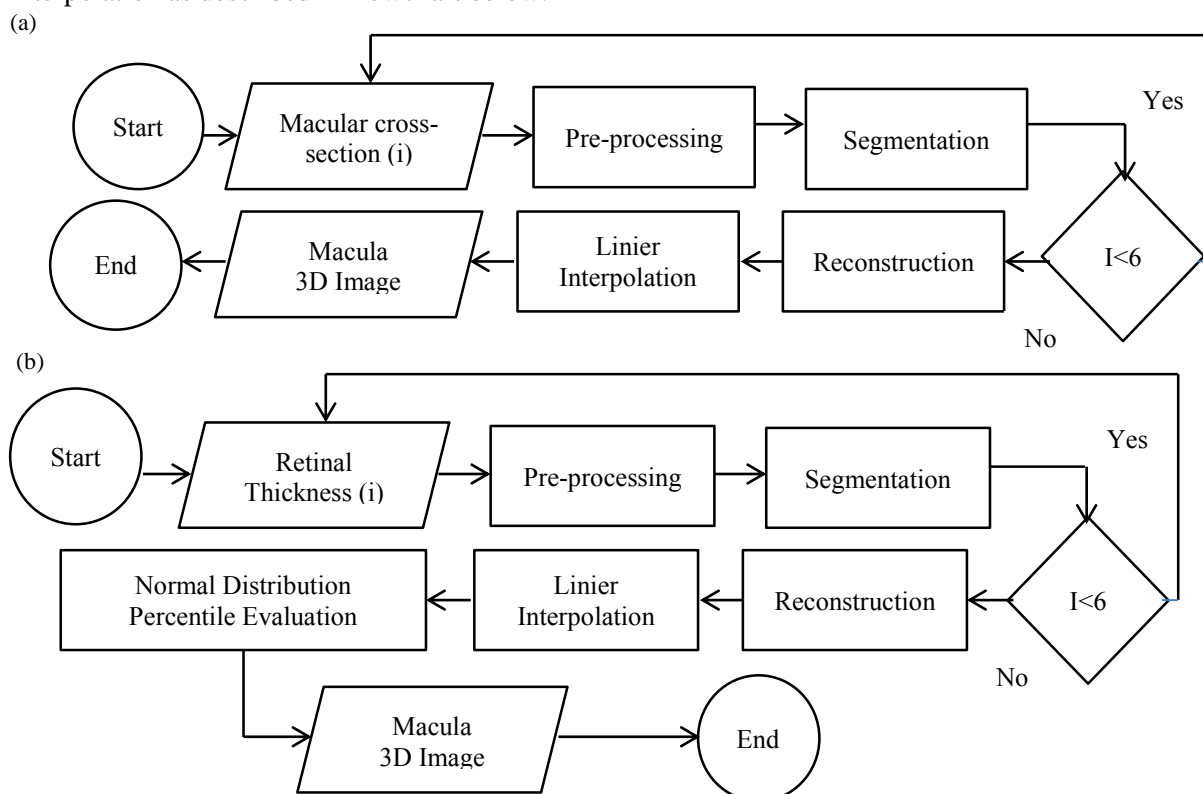 (a)
Start
Macular cross-
section (i)
Pre-processing
Segmentation
Yes
I<6
No
Reconstruction
Linier
Interpolation
Macula
3D Image
End
(b)
Start
Retinal
Thickness (i)
Pre-processing
Segmentation
Yes
I<6
No
Reconstruction
Linier
Interpolation
Normal Distribution
Percentile Evaluation
Macula
3D Image
End